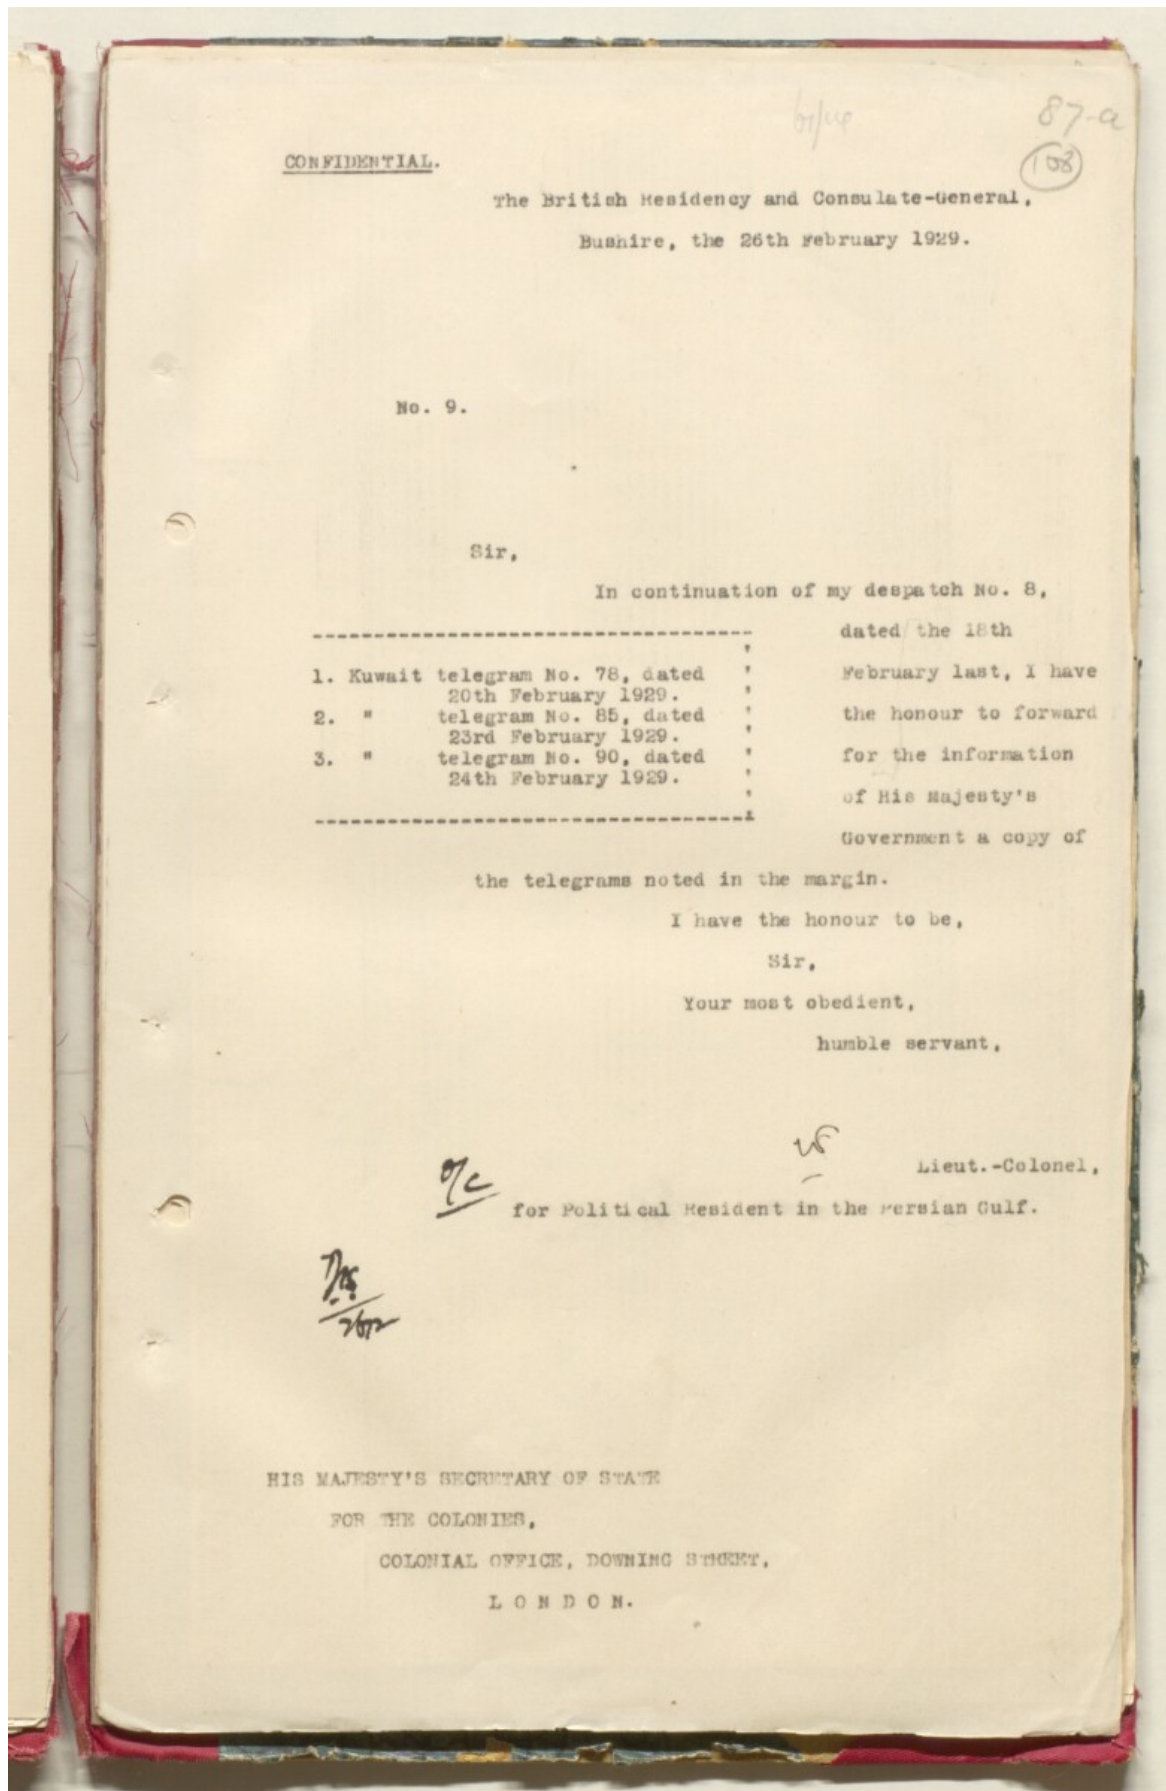 87-a
108
CONFIDENTIAL.
The British Residency and Consulate-General,
Bushire, the 26th February 1929.
No. 9.
Sir,
In continuation of my despatch No. 8,
dated the 18th
1. Kuwait telegram No. 78, dated February last, I have
20th February 1929.
2. " telegram No. 85, dated the honour to forward
23rd February 1929.
3. " telegram No. 90, dated for the information
24th February 1929.
of His Majesty's
Government a copy of
the telegrams noted in the margin.
I have the honour to be,
Sir,
Your most obedient,
humble servant,
Lieut.-Colonel,
O/C
for Political Resident in the Persian Gulf.
HIS MAJESTY'S SECRETARY OF STATE
FOR THE COLONIES,
COLONIAL OFFICE, DOWNING STREET,
L O N D O N.